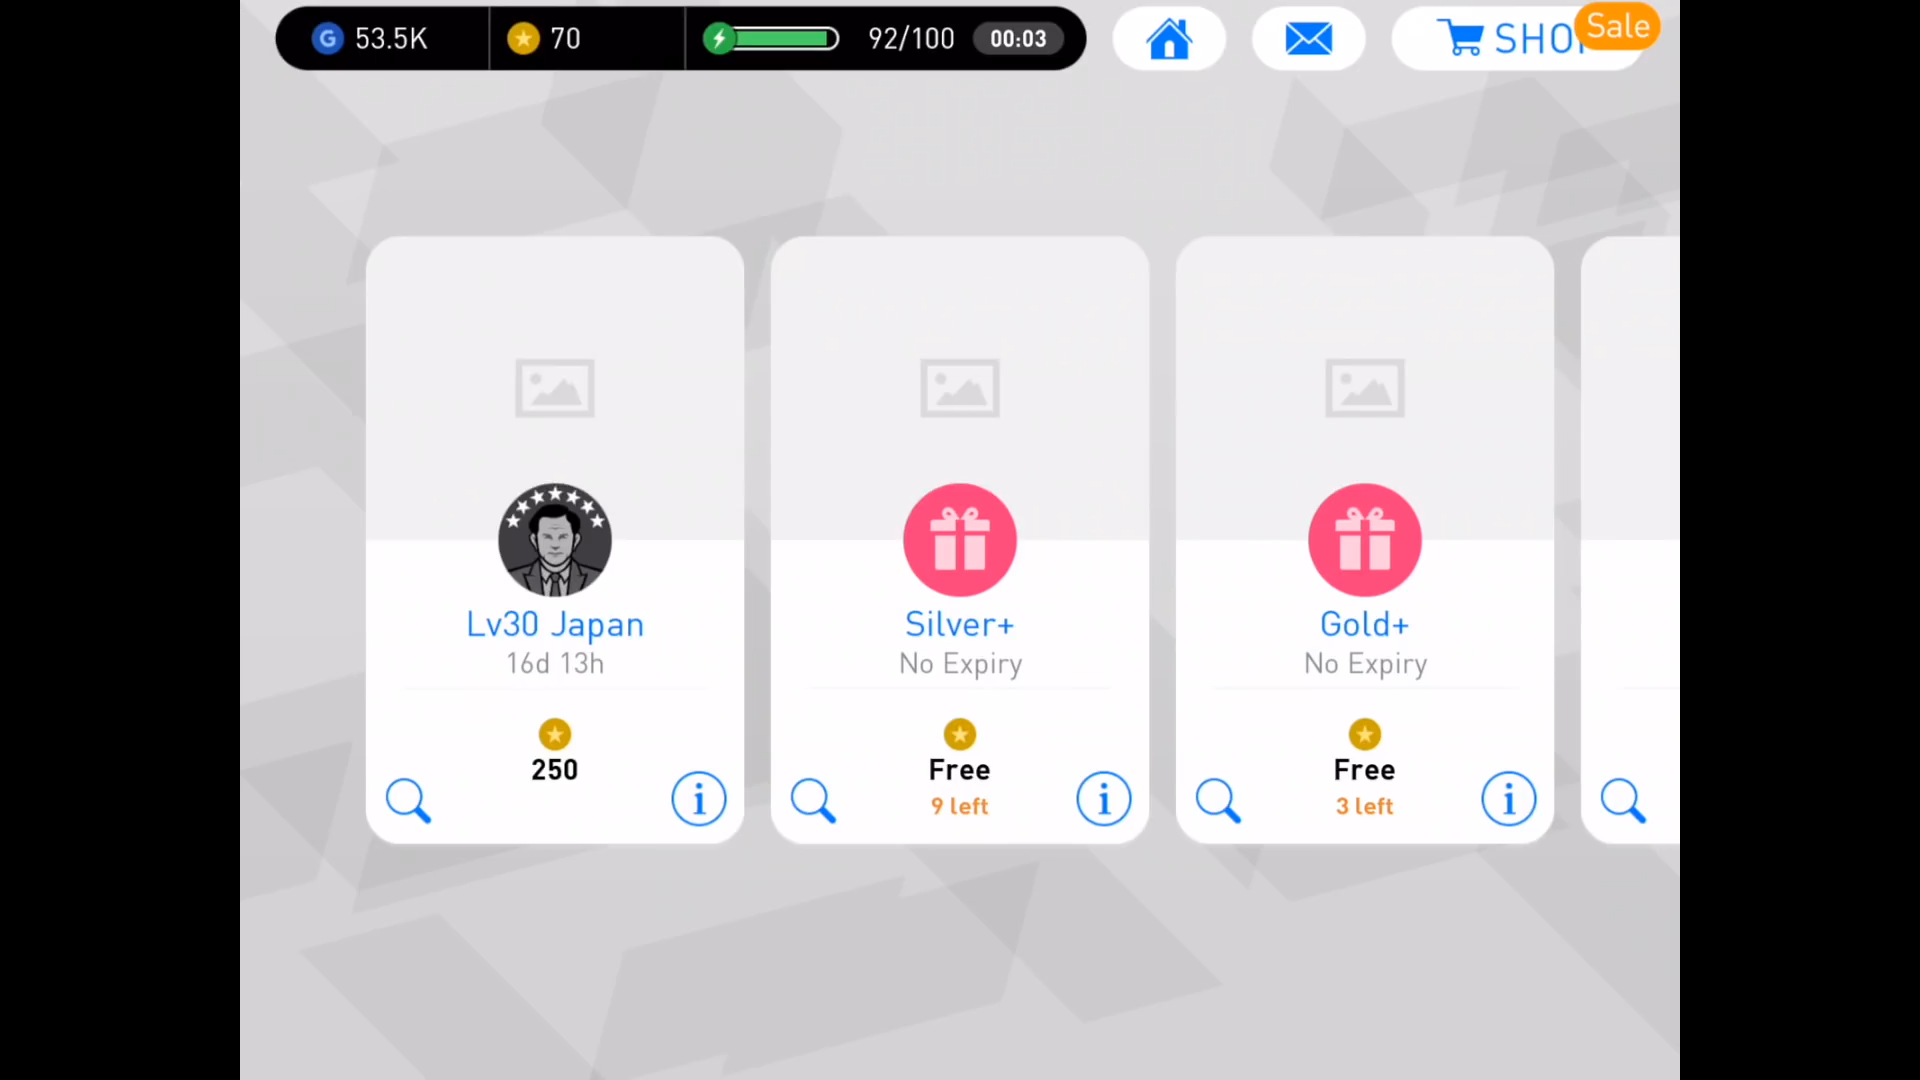 53.5K
70
92/100
00:03
SHO
Sale
Lv30 Japan
16d 13h
250
Silver+
No Expiry
Free
9 left
Gold+
No Expiry
Free
3 left